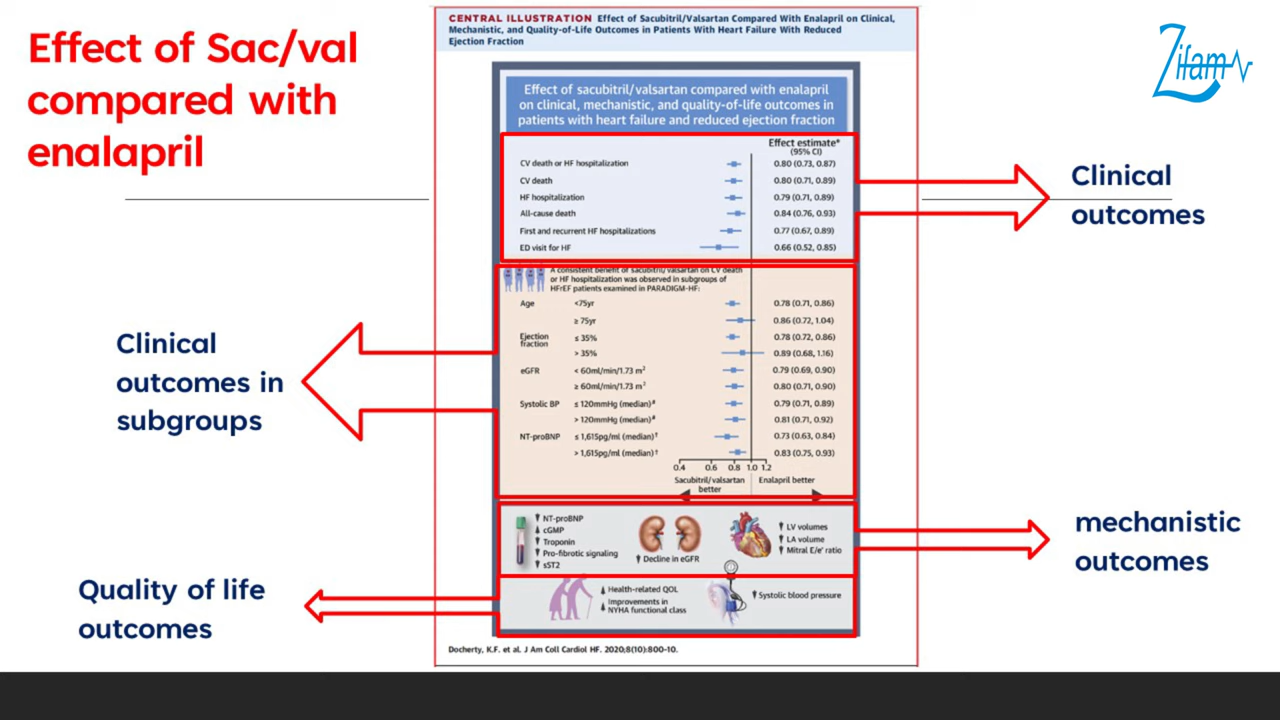 Effect of Sac/val
compared with
enalapril
Zifam
CENTRAL ILLUSTRATION Effect of Sacubitril/Valsartan Compared With Enalapril on Clinical,
Mechanistic, and Quality-of-Life Outcomes in Patients With Heart Failure With Reduced
Ejection Fraction
Effect of sacubitril/valsartan compared with enalapril
on clinical, mechanistic, and quality-of-life outcomes in
patients with heart failure and reduced ejection fraction
Effect estimate*
(95% CI)
CV death or HF hospitalization 0.80 (0.73, 0.87)
CV death 0.80 (0.71, 0.89)
HF hospitalization 0.79 (0.71, 0.89)
All-cause death 0.84 (0.76, 0.93)
First and recurrent HF hospitalizations 0.77 (0.67, 0.89)
ED visit for HF 0.66 (0.52, 0.85)
Clinical
outcomes
A consistent benefit of sacubitril/valsartan on CV death
or HF hospitalization was observed in subgroups of
HFrEF patients examined in PARADIGM-HF:
Age <75yr 0.78 (0.71, 0.86)
≥ 75yr 0.86 (0.72, 1.04)
Ejection
fraction
≤ 35% 0.78 (0.72, 0.86)
> 35% 0.89 (0.68, 1.16)
eGFR < 60ml/min/1.73 m² 0.79 (0.69, 0.90)
≥ 60ml/min/1.73 m² 0.80 (0.71, 0.90)
Systolic BP ≤ 120mmHg (median)¥ 0.79 (0.71, 0.89)
> 120mmHg (median)¥ 0.81 (0.71, 0.92)
NT-proBNP ≤ 1,615pg/ml (median)† 0.73 (0.63, 0.84)
> 1,615pg/ml (median)† 0.83 (0.75, 0.93)
0.4 0.6 0.8 1.0 1.2
Sacubitril/valsartan
better
Enalapril better
Clinical
outcomes in
subgroups
NT-proBNP
cGMP
Troponin
Pro-fibrotic signaling
sST2
Decline in eGFR
LV volumes
LA volume
Mitral E/e' ratio
mechanistic
outcomes
Health-related QOL
Improvements in
NYHA functional class
Systolic blood pressure
Quality of life
outcomes
Docherty, K.F. et al. J Am Coll Cardiol HF. 2020;8(10):800-10.